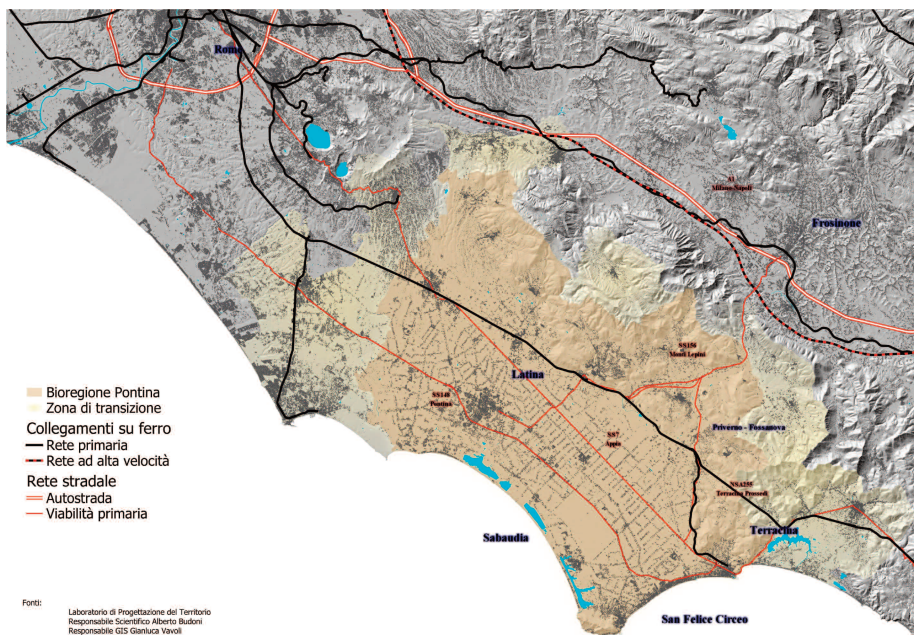 Roma
A1
Milano-Napoli
Frosinone
SS156
Monti Lepini
Latina
SS148
Pontina
SS7
Appia
Priverno - Fossanova
NSA255
Terracina Prossedi
Terracina
Sabaudia
San Felice Circeo
Bioregione Pontina
Zona di transizione
Collegamenti su ferro
Rete primaria
Rete ad alta velocità
Rete stradale
Autostrada
Viabilità primaria
Fonti:
Laboratorio di Progettazione del Territorio
Responsabile Scientifico Alberto Budoni
Responsabile GIS Gianluca Vavoli